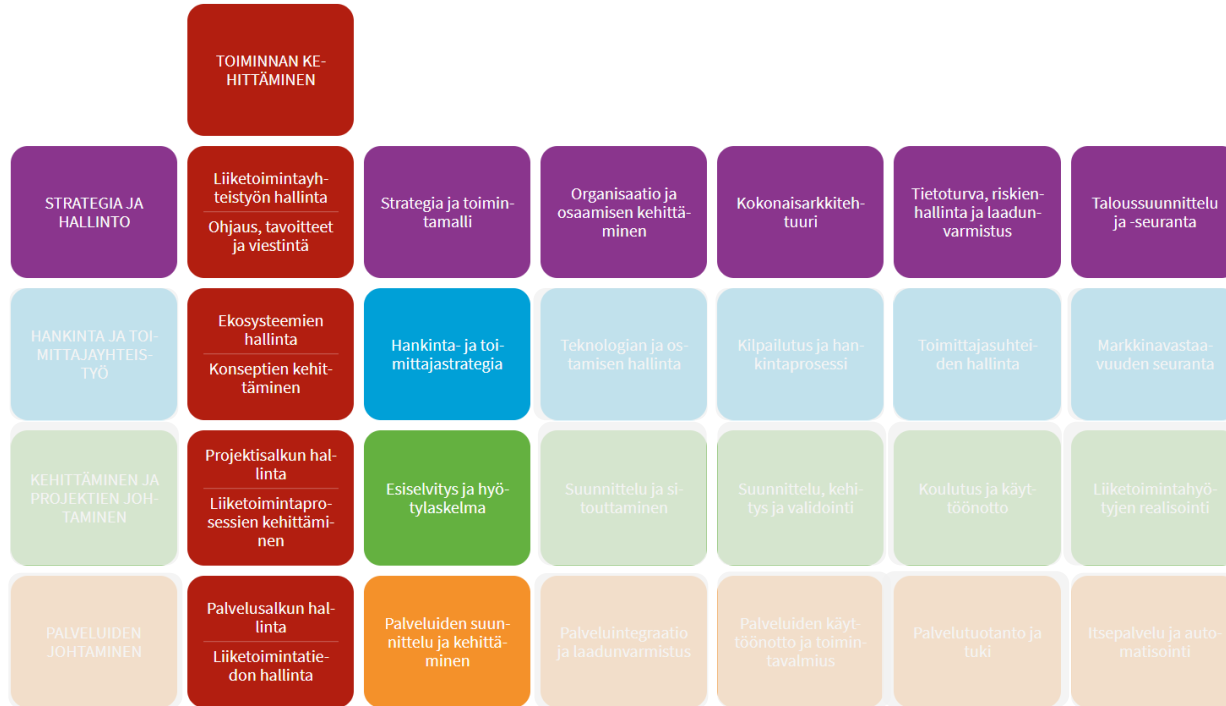 TOIMINNAN KE-
HITTÄMINEN
STRATEGIA JA
HALLINTO
Liiketoimintayh-
teistyön hallinta
Ohjaus, tavoitteet
ja viestintä
Strategia ja toimin-
tamalli
Organisaatio ja
osaamisen kehittä-
minen
Kokonaisarkkiteh-
tuuri
Tietoturva, riskien-
hallinta ja laadun-
varmistus
Taloussuunnittelu
ja -seuranta
HANKINTA JA TOI-
MITTAJAYHTEIS-
TYÖ
Ekosysteemien
hallinta
Konseptien kehit-
täminen
Hankinta- ja toi-
mittajastrategia
Teknologian ja os-
tamisen hallinta
Kilpailutus ja han-
kintaprosessi
Toimittajasuhtei-
den hallinta
Markkinavastaa-
vuuden seuranta
KEHITTÄMINEN JA
PROJEKTIEN JOH-
TAMINEN
Projektisalkun hal-
linta
Liiketoimintapro-
sessien kehittämi-
nen
Esiselvitys ja hyö-
tylaskelma
Suunnittelu ja si-
touttaminen
Suunnittelu, kehi-
tys ja validointi
Koulutus ja käyt-
töönotto
Liiketoimintahyö-
tyjen realisointi
PALVELUIDEN
JOHTAMINEN
Palvelusalkun hal-
linta
Liiketoimintatie-
don hallinta
Palveluiden suun-
nittelu ja kehittä-
minen
Palveluintegraatio
ja laadunvarmistus
Palveluiden käyt-
töönotto ja toimin-
tavalmius
Palvelutuotanto ja
tuki
Itsepalvelu ja auto-
matisointi